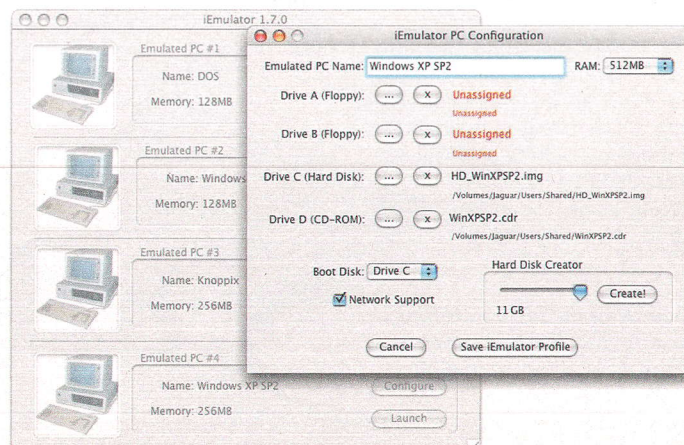 iEmulator 1.7.0
Emulated PC #1
Name: DOS
Memory: 128MB
Emulated PC #2
Name: Windows
Memory: 128MB
Emulated PC #3
Name: Knoppix
Memory: 256MB
Emulated PC #4
Name: Windows XP SP2
Memory: 256MB
Configure
Launch
iEmulator PC Configuration
Emulated PC Name: Windows XP SP2 RAM: 512MB
Drive A (Floppy): ... x Unassigned
Unassigned
Drive B (Floppy): ... x Unassigned
Unassigned
Drive C (Hard Disk): ... x HD_WinXPSP2.img
/Volumes/Jaguar/Users/Shared/HD_WinXPSP2.img
Drive D (CD-ROM): ... x WinXPSP2.cdr
/Volumes/Jaguar/Users/Shared/WinXPSP2.cdr
Boot Disk: Drive C
Network Support
Hard Disk Creator
11 GB
Create!
Cancel Save iEmulator Profile